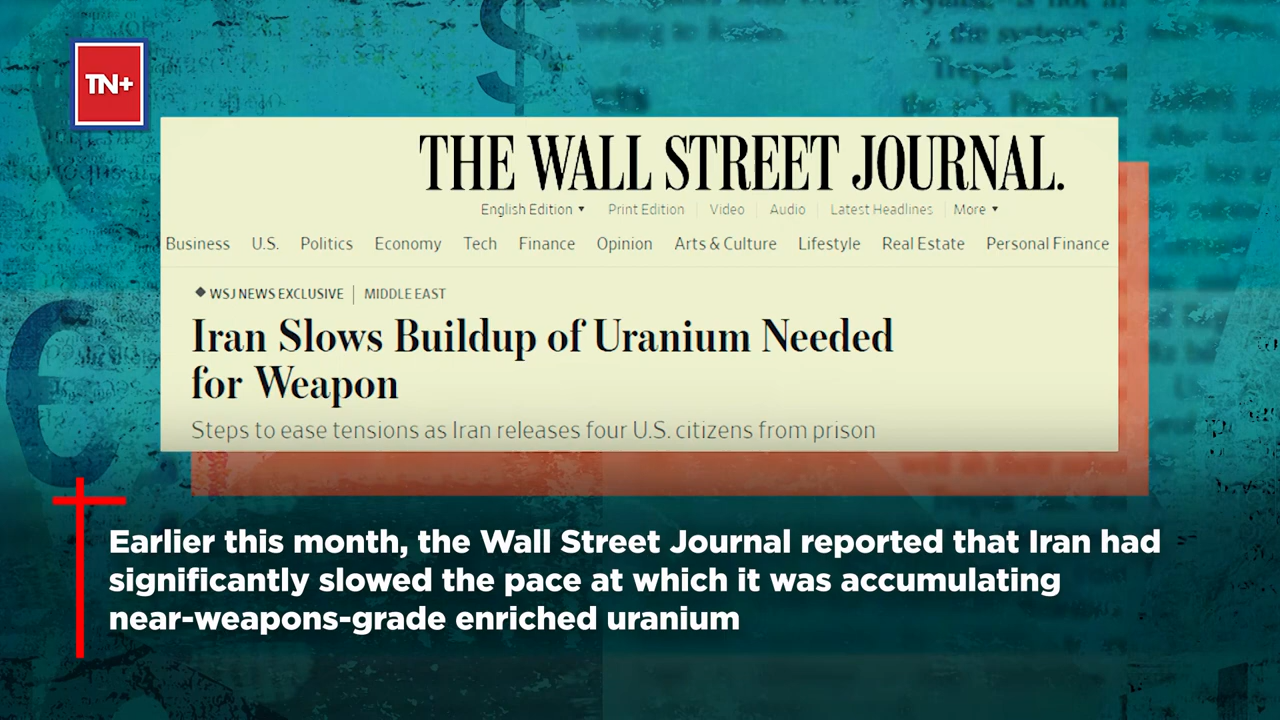 TN+
THE WALL STREET JOURNAL.
English Edition ▼ Print Edition Video Audio Latest Headlines More ▼
Business U.S. Politics Economy Tech Finance Opinion Arts & Culture Lifestyle Real Estate Personal Finance
◆ WSJ NEWS EXCLUSIVE | MIDDLE EAST
Iran Slows Buildup of Uranium Needed
for Weapon
Steps to ease tensions as Iran releases four U.S. citizens from prison
Earlier this month, the Wall Street Journal reported that Iran had
significantly slowed the pace at which it was accumulating
near-weapons-grade enriched uranium